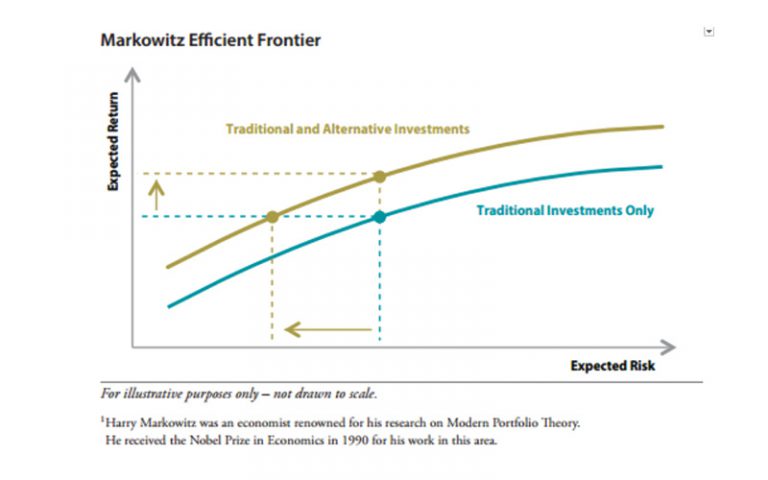 Markowitz Efficient Frontier
Expected Return
Traditional and Alternative Investments
Traditional Investments Only
Expected Risk
For illustrative purposes only – not drawn to scale.
¹Harry Markowitz was an economist renowned for his research on Modern Portfolio Theory.
He received the Nobel Prize in Economics in 1990 for his work in this area.